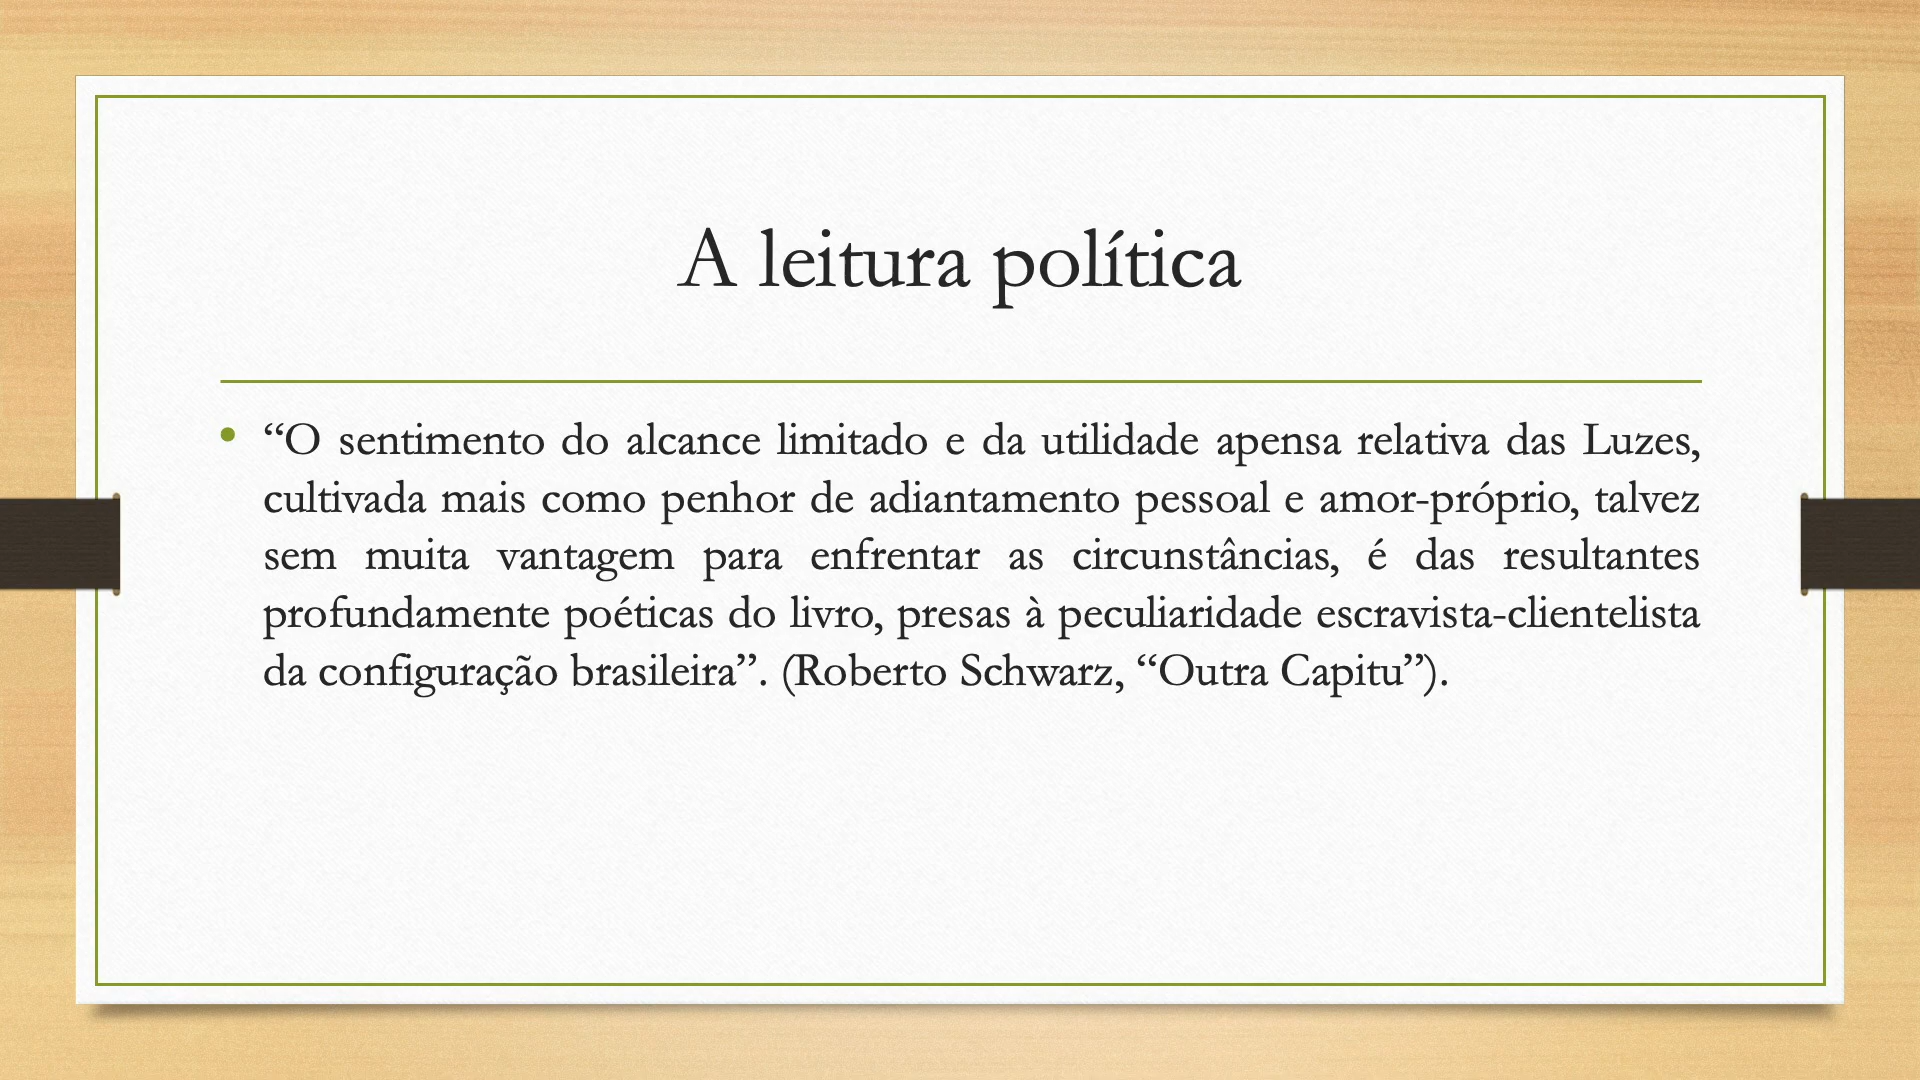 A leitura política
• “O sentimento do alcance limitado e da utilidade apensa relativa das Luzes,
cultivada mais como penhor de adiantamento pessoal e amor-próprio, talvez
sem muita vantagem para enfrentar as circunstâncias, é das resultantes
profundamente poéticas do livro, presas à peculiaridade escravista-clientelista
da configuração brasileira”. (Roberto Schwarz, “Outra Capitu”).